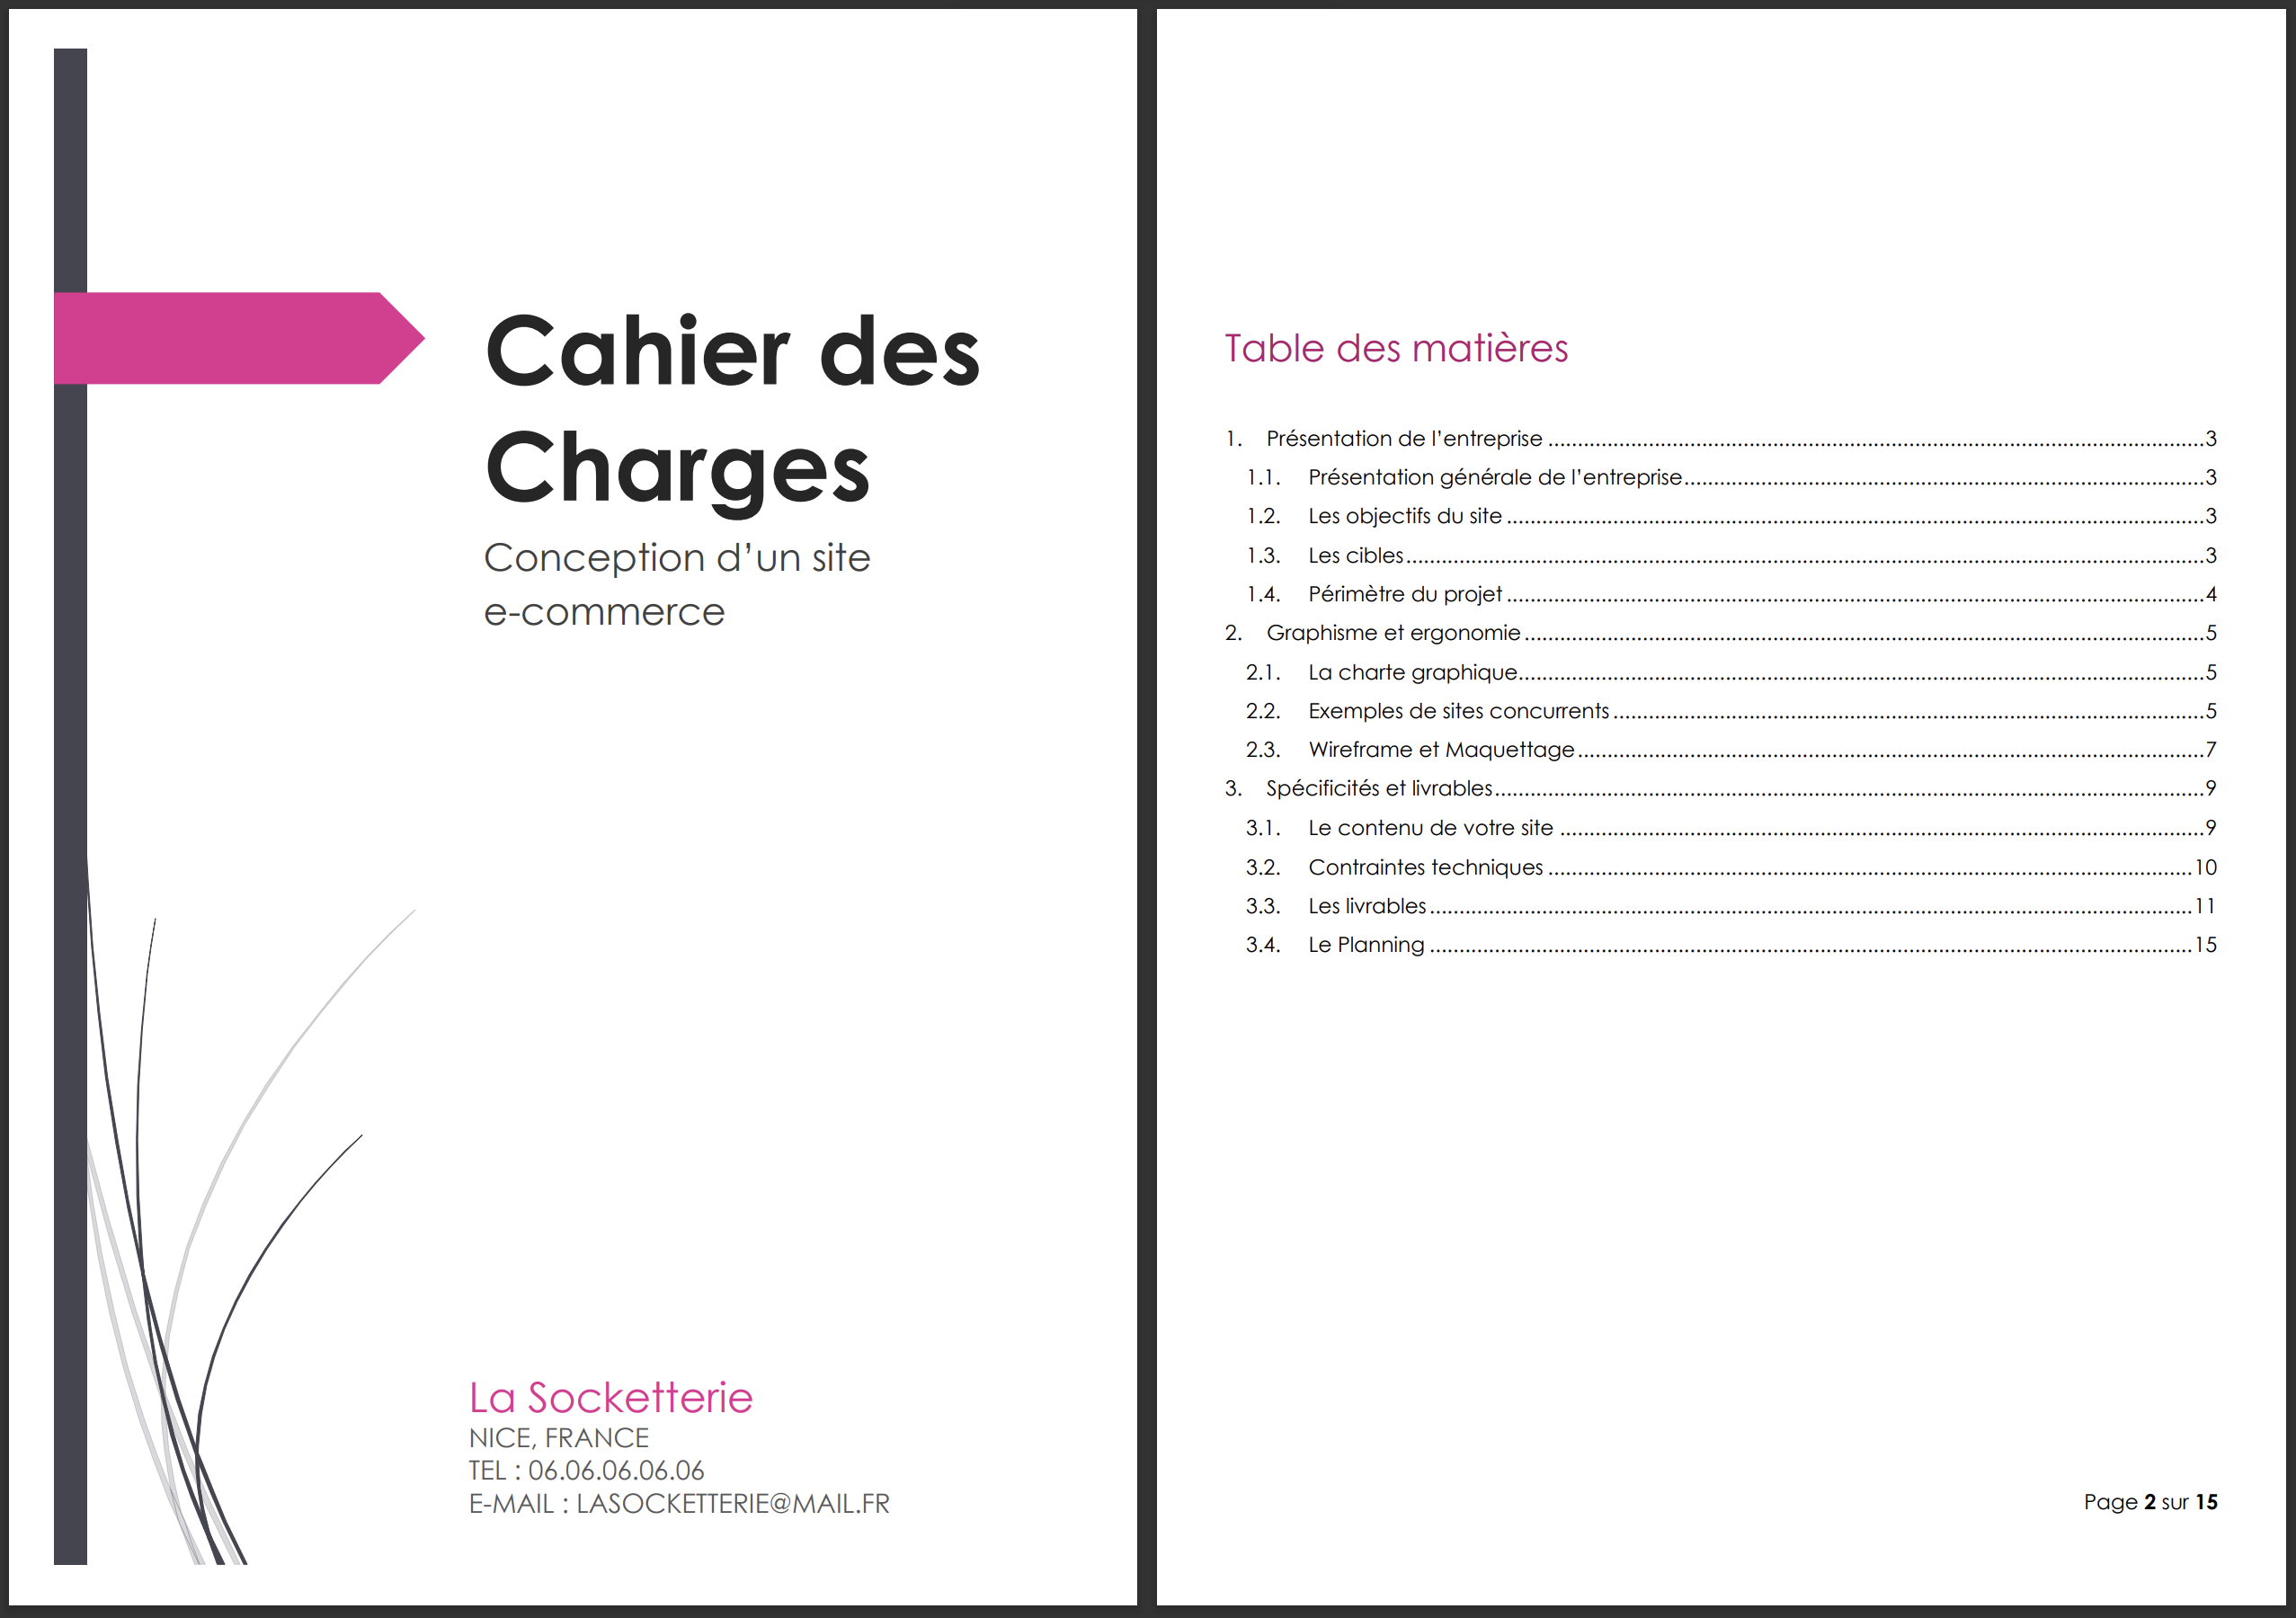 Cahier des
Charges
Conception d’un site
e-commerce
La Socketterie
NICE, FRANCE
TEL : 06.06.06.06.06
E-MAIL : LASOCKETTERIE@MAIL.FR
Table des matières
1. Présentation de l’entreprise ........ 3
1.1. Présentation générale de l’entreprise ........ 3
1.2. Les objectifs du site ........ 3
1.3. Les cibles ........ 3
1.4. Périmètre du projet ........ 4
2. Graphisme et ergonomie ........ 5
2.1. La charte graphique ........ 5
2.2. Exemples de sites concurrents ........ 5
2.3. Wireframe et Maquettage ........ 7
3. Spécificités et livrables ........ 9
3.1. Le contenu de votre site ........ 9
3.2. Contraintes techniques ........ 10
3.3. Les livrables ........ 11
3.4. Le Planning ........ 15
Page 2 sur 15